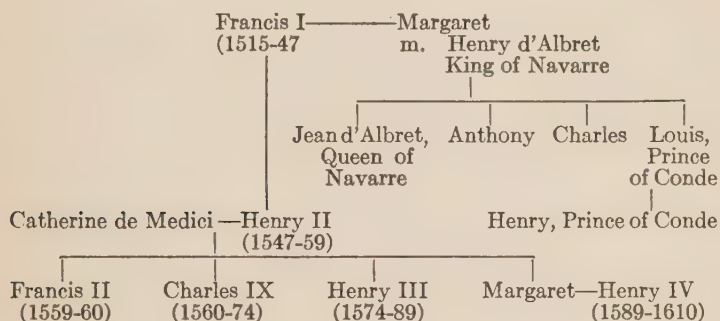 Francis I Margaret
(1515-47 m. Henry d'Albret
King of Navarre
Jean d'Albret, Anthony Charles Louis,
Queen of Prince
Navarre of Conde
Catherine de Medici—Henry II Henry, Prince of Conde
(1547-59)
Francis II Charles IX Henry III Margaret—Henry IV
(1559-60) (1560-74) (1574-89) (1589-1610)